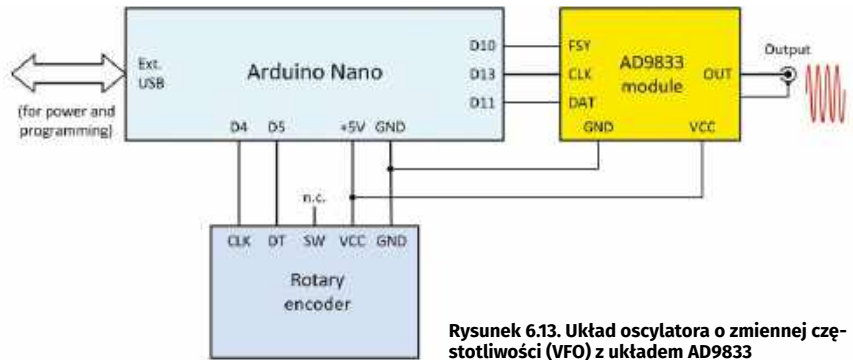 Ext.
USB
(for power and
programming)
Arduino Nano
D10
D13
D11
D4 D5 +5V GND
FSY
CLK
DAT
AD9833
module
OUT
GND VCC
Output
n.c.
CLK DT SW VCC GND
Rotary
encoder
Rysunek 6.13. Układ oscylatora o zmiennej czę-
stotliwości (VFO) z układem AD9833